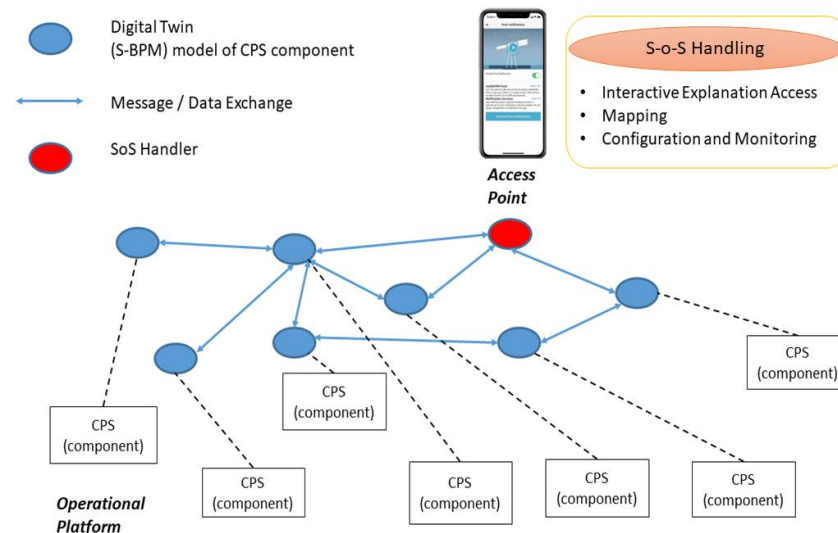 Digital Twin
(S-BPM) model of CPS component
Message / Data Exchange
SoS Handler
Access
Point
S-o-S Handling
• Interactive Explanation Access
• Mapping
• Configuration and Monitoring
CPS
(component)
CPS
(component)
CPS
(component)
CPS
(component)
CPS
(component)
CPS
(component)
CPS
(component)
Operational
Platform